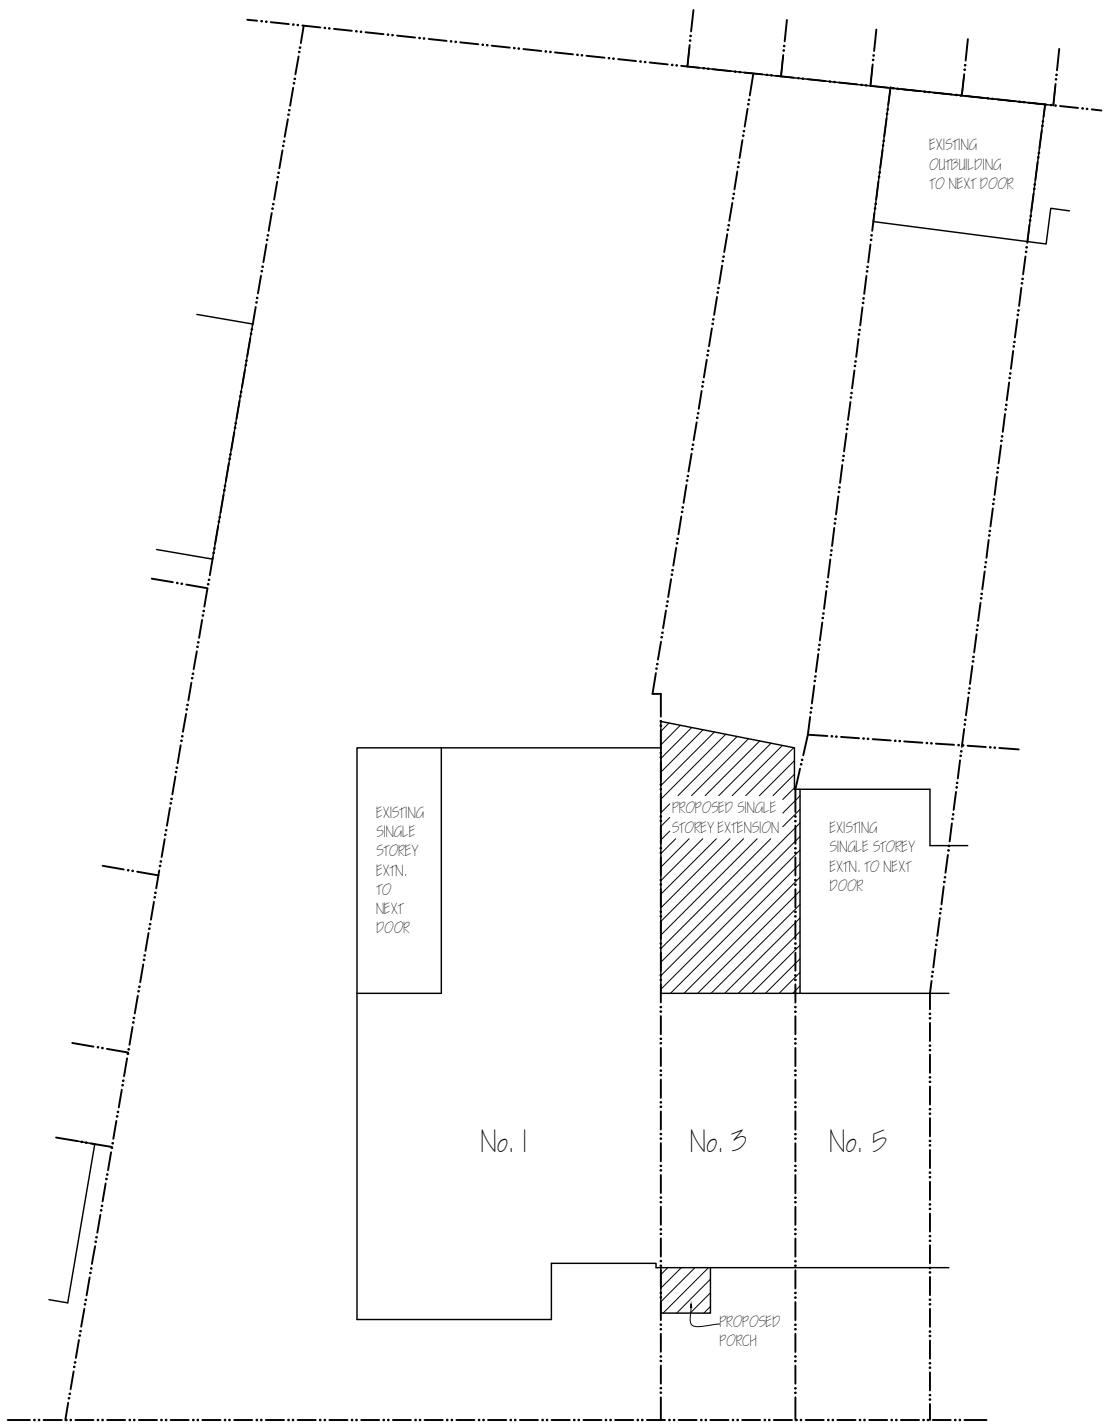 EXISTING
OUTBUILDING
TO NEXT DOOR
EXISTING
SINGLE
STOREY
EXTN.
TO
NEXT
DOOR
PROPOSED SINGLE
STOREY EXTENSION
EXISTING
SINGLE STOREY
EXTN. TO NEXT
DOOR
No. 1
No. 3
No. 5
PROPOSED
PORCH